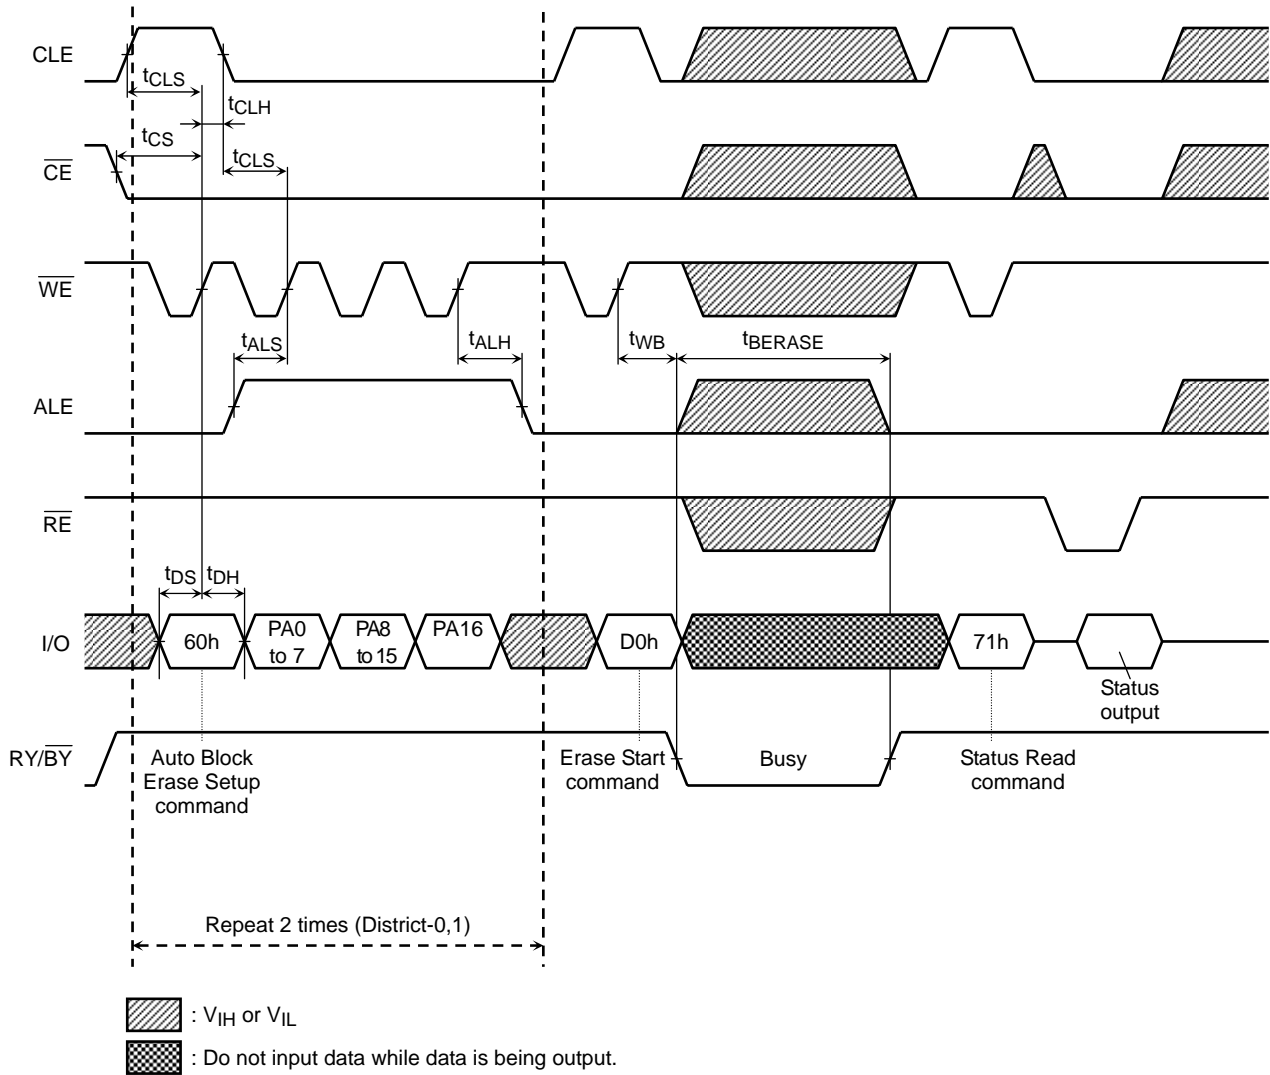 CLE
tCLS
tCLH
tCS
CE
tCLS
WE
tALS
tALH
tWB
tBERASE
ALE
RE
tDS
tDH
I/O
60h
PA0
to 7
PA8
to 15
PA16
D0h
71h
Status
output
RY/BY
Auto Block
Erase Setup
command
Erase Start
command
Busy
Status Read
command
Repeat 2 times (District-0,1)
: VIH or VIL
: Do not input data while data is being output.